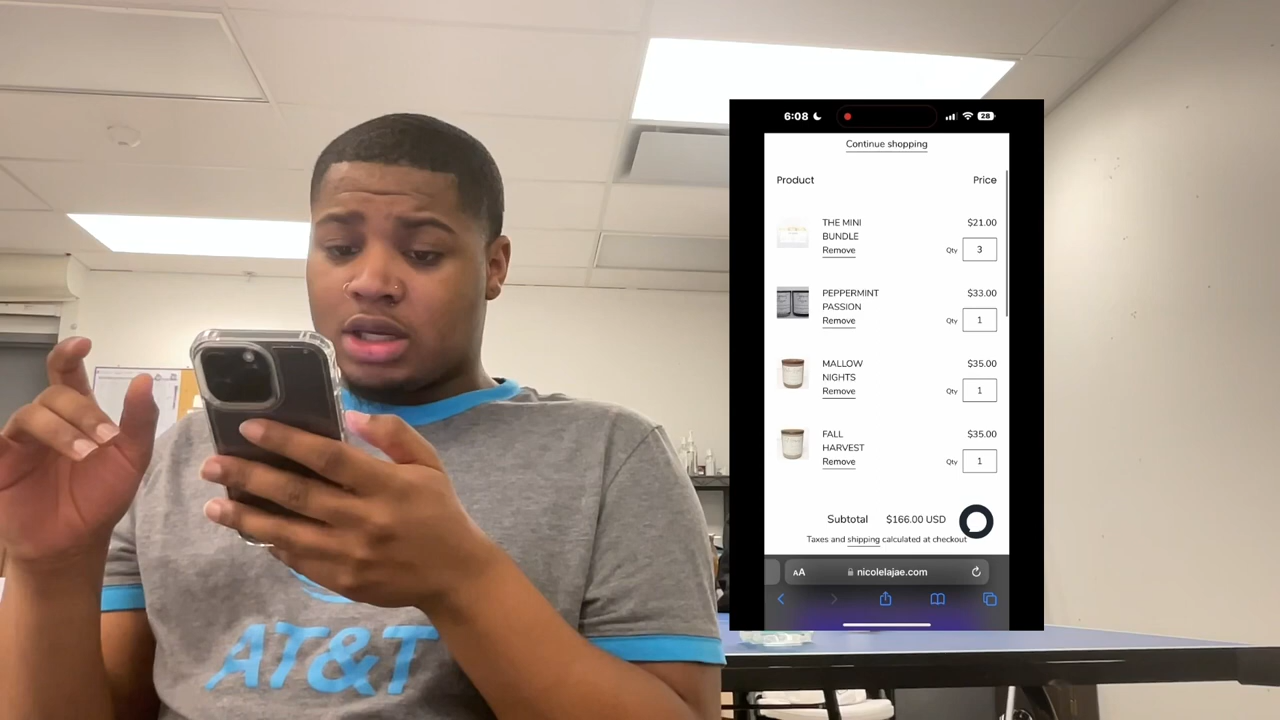 6:08
28
Continue shopping
Product Price
THE MINI $21.00
BUNDLE
Remove Qty 3
PEPPERMINT $33.00
PASSION
Remove Qty 1
MALLOW $35.00
NIGHTS
Remove Qty 1
FALL $35.00
HARVEST
Remove Qty 1
Subtotal $166.00 USD
Taxes and shipping calculated at checkout
AA nicolelajae.com
AT&T